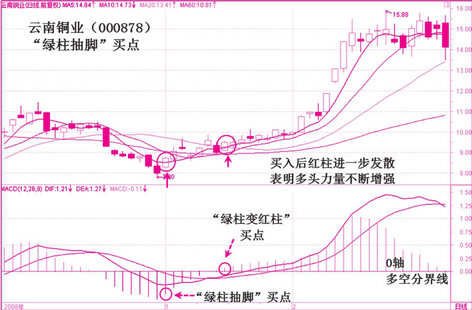 云南铜业(日线 前复权) MA5:14.84↑ MA10:14.73↓ MA20:13.41↑ MA60:10.81↑
云南铜业（000878）
“绿柱抽脚”买点
15.88
16.00
15.00
14.00
13.00
12.00
11.00
10.00
9.00
8.00
买入后红柱进一步发散
表明多头力量不断增强
MACD(12,26,9) DIF:1.21↓ DEA:1.27↓ MACD:-0.11↓
“绿柱变红柱”
买点
0轴
多空分界线
“绿柱抽脚”买点
1.50
1.25
1.00
0.75
0.50
0.25
0.00
2008年
3
2
日线